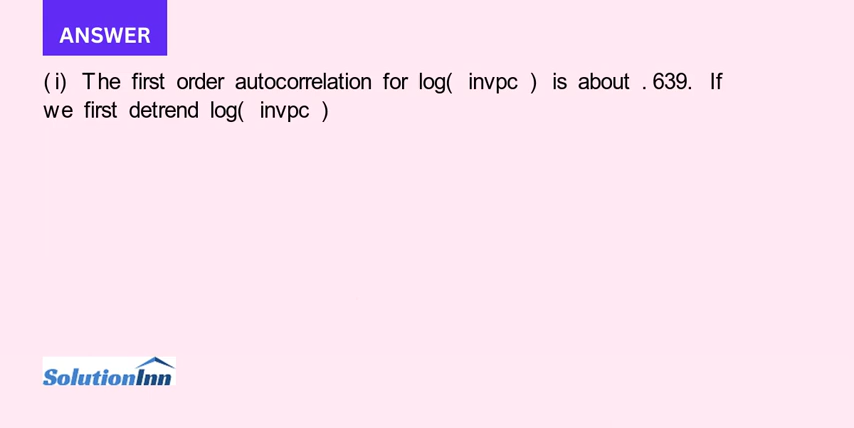 ANSWER
(i) The first order autocorrelation for log( invpc ) is about .639. If
we first detrend log( invpc )
SolutionInn